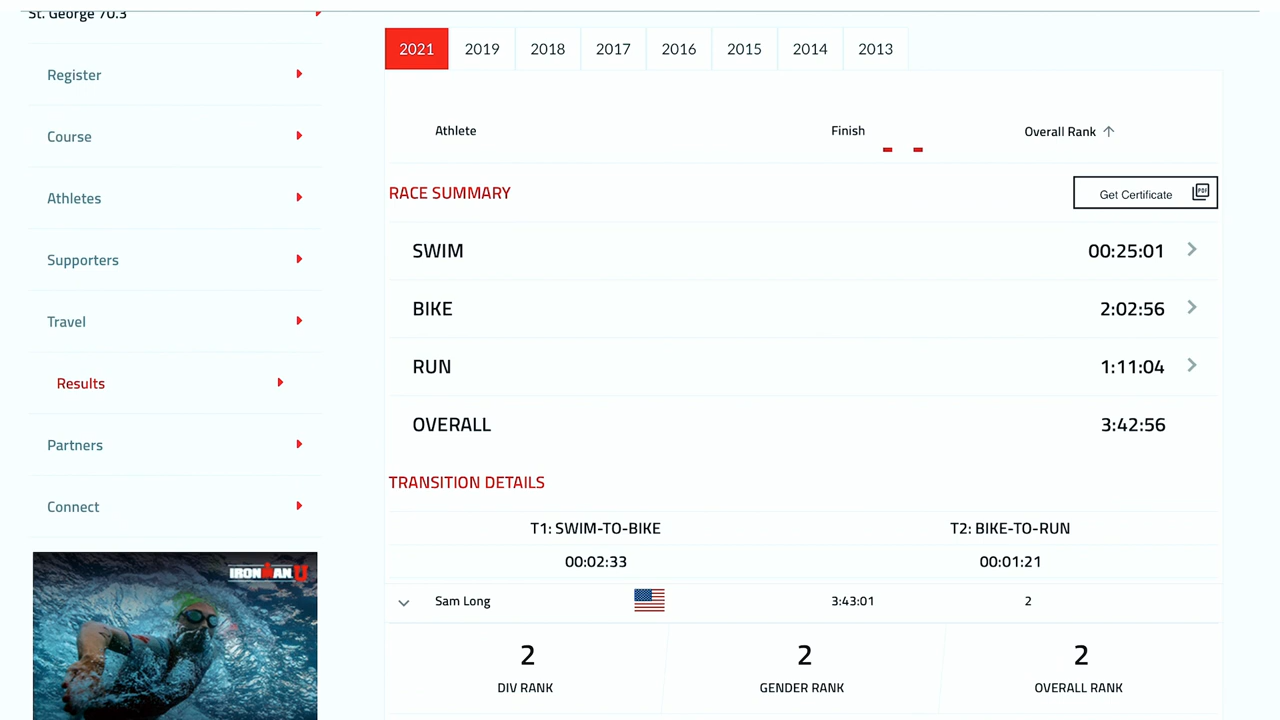 St. George 70.3
Register
Course
Athletes
Supporters
Travel
Results
Partners
Connect
IRONMAN U
2021 2019 2018 2017 2016 2015 2014 2013
Athlete Finish Overall Rank
RACE SUMMARY
Get Certificate PDF
SWIM 00:25:01
BIKE 2:02:56
RUN 1:11:04
OVERALL 3:42:56
TRANSITION DETAILS
T1: SWIM-TO-BIKE T2: BIKE-TO-RUN
00:02:33 00:01:21
Sam Long 3:43:01 2
2 2 2
DIV RANK GENDER RANK OVERALL RANK